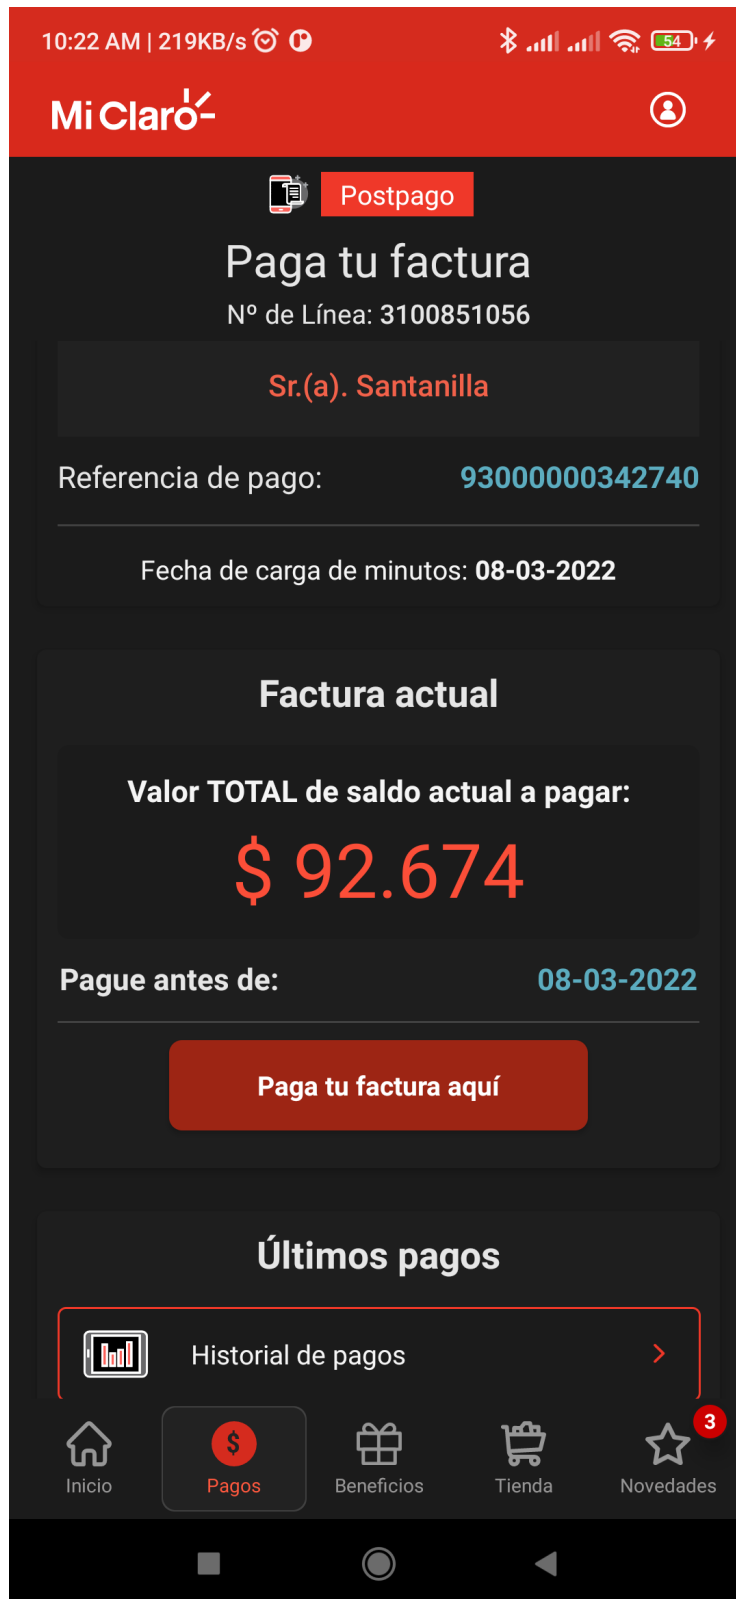 10:22 AM | 219KB/s
54
Mi Claro
Postpago
Paga tu factura
Nº de Línea: 3100851056
Sr.(a). Santanilla
Referencia de pago: 93000000342740
Fecha de carga de minutos: 08-03-2022
Factura actual
Valor TOTAL de saldo actual a pagar:
$ 92.674
Pague antes de: 08-03-2022
Paga tu factura aquí
Últimos pagos
Historial de pagos
3
Inicio Pagos Beneficios Tienda Novedades